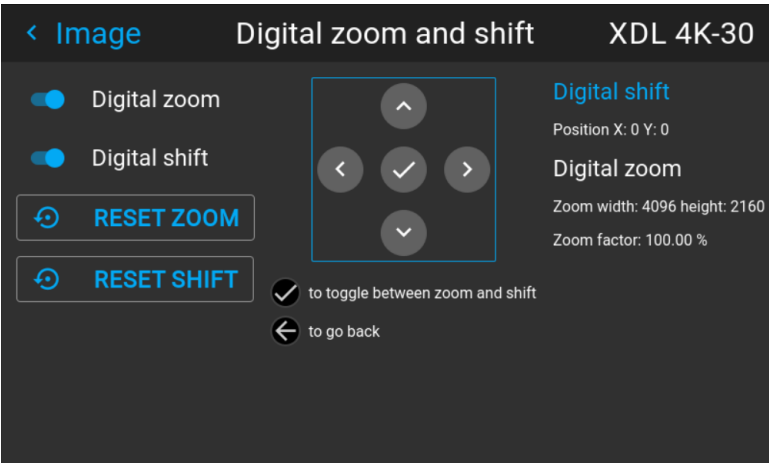 Image
Digital zoom and shift
XDL 4K-30
Digital zoom
Digital shift
RESET ZOOM
RESET SHIFT
to toggle between zoom and shift
to go back
Digital shift
Position X: 0 Y: 0
Digital zoom
Zoom width: 4096 height: 2160
Zoom factor: 100.00 %